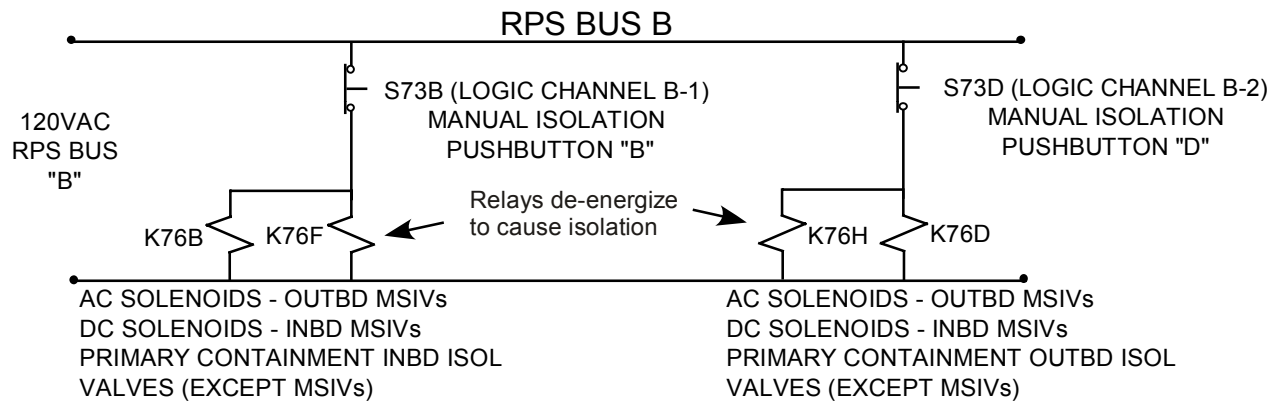 RPS BUS B
120VAC
RPS BUS
"B"
S73B (LOGIC CHANNEL B-1)
MANUAL ISOLATION
PUSHBUTTON "B"
S73D (LOGIC CHANNEL B-2)
MANUAL ISOLATION
PUSHBUTTON "D"
K76B
K76F
Relays de-energize
to cause isolation
K76H
K76D
AC SOLENOIDS - OUTBD MSIVs
DC SOLENOIDS - INBD MSIVs
PRIMARY CONTAINMENT INBD ISOL
VALVES (EXCEPT MSIVs)
AC SOLENOIDS - OUTBD MSIVs
DC SOLENOIDS - INBD MSIVs
PRIMARY CONTAINMENT OUTBD ISOL
VALVES (EXCEPT MSIVs)